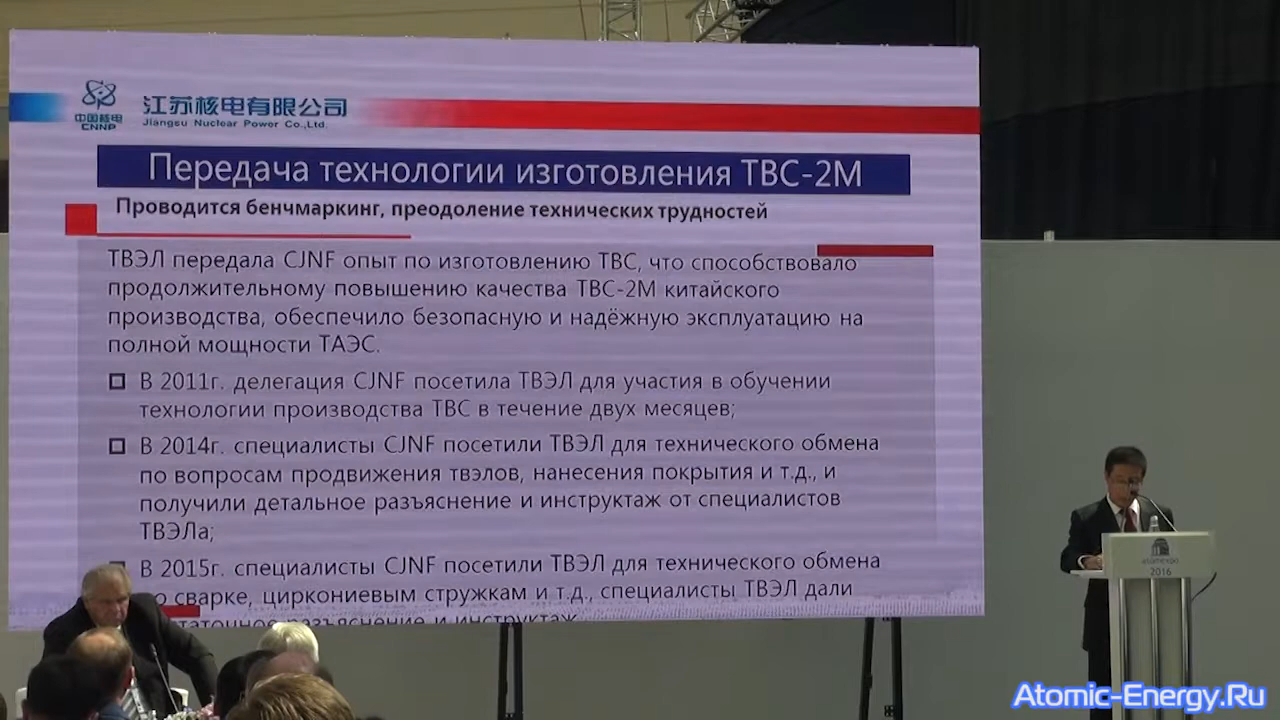 中国核电
CNNP
江苏核电有限公司
Jiangsu Nuclear Power Co.,Ltd.
Передача технологии изготовления ТВС-2М
Проводится бенчмаркинг, преодоление технических трудностей
ТВЭЛ передала CJNF опыт по изготовлению ТВС, что способствовало
продолжительному повышению качества ТВС-2М китайского
производства, обеспечило безопасную и надёжную эксплуатацию на
полной мощности ТАЭС.
В 2011г. делегация CJNF посетила ТВЭЛ для участия в обучении
технологии производства ТВС в течение двух месяцев;
В 2014г. специалисты CJNF посетили ТВЭЛ для технического обмена
по вопросам продвижения твэлов, нанесения покрытия и т.д., и
получили детальное разъяснение и инструктаж от специалистов
ТВЭЛа;
В 2015г. специалисты CJNF посетили ТВЭЛ для технического обмена
сварке, циркониевым стружкам и т.д., специалисты ТВЭЛ дали
разъяснение и инструктаж
atomexpo
2016
Atomic-Energy.Ru